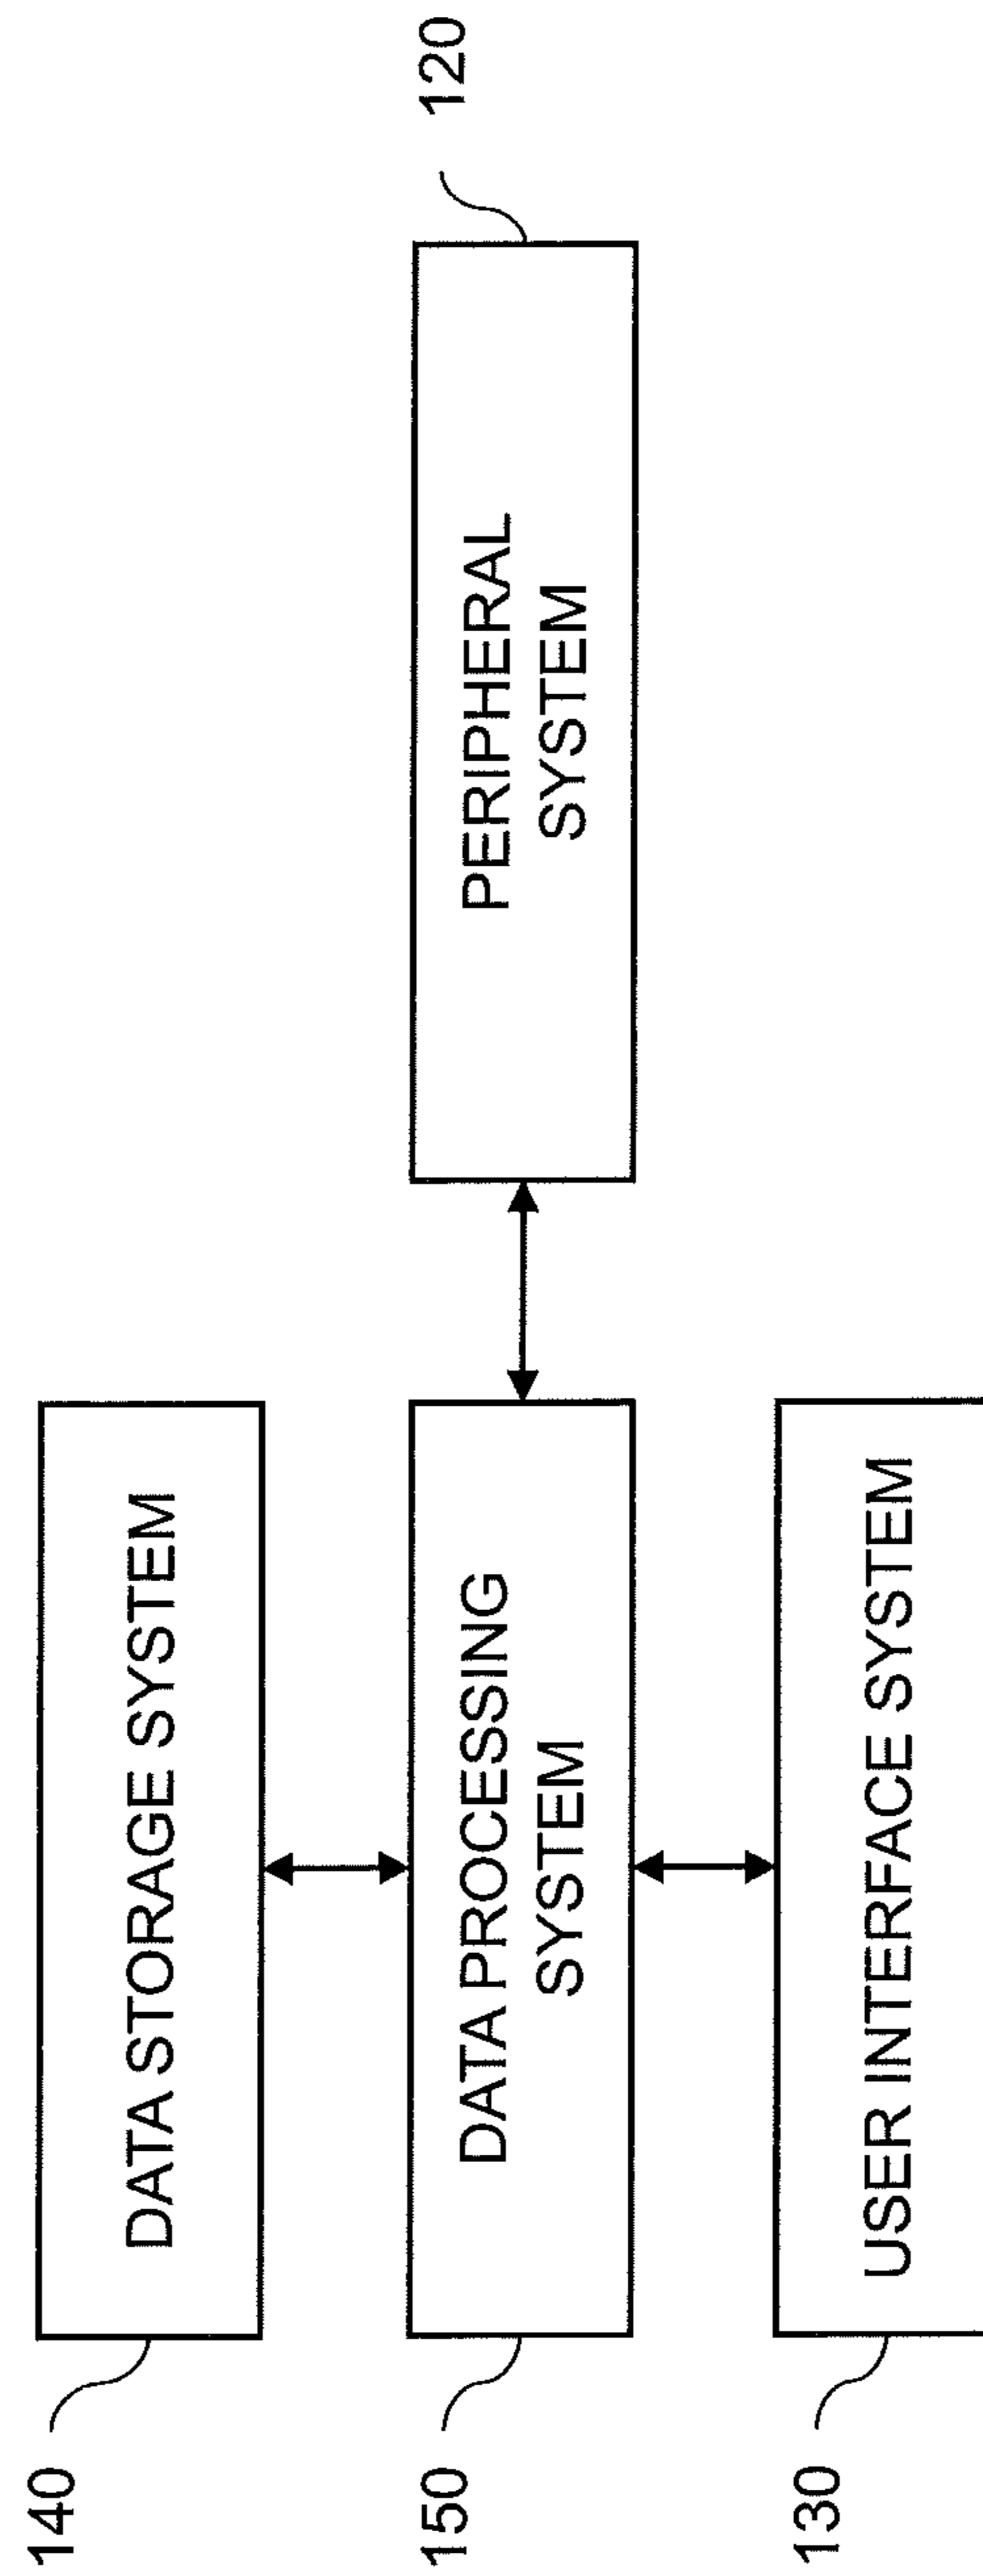 140
DATA STORAGE SYSTEM
150
DATA PROCESSING
SYSTEM
PERIPHERAL
SYSTEM
120
130
USER INTERFACE SYSTEM